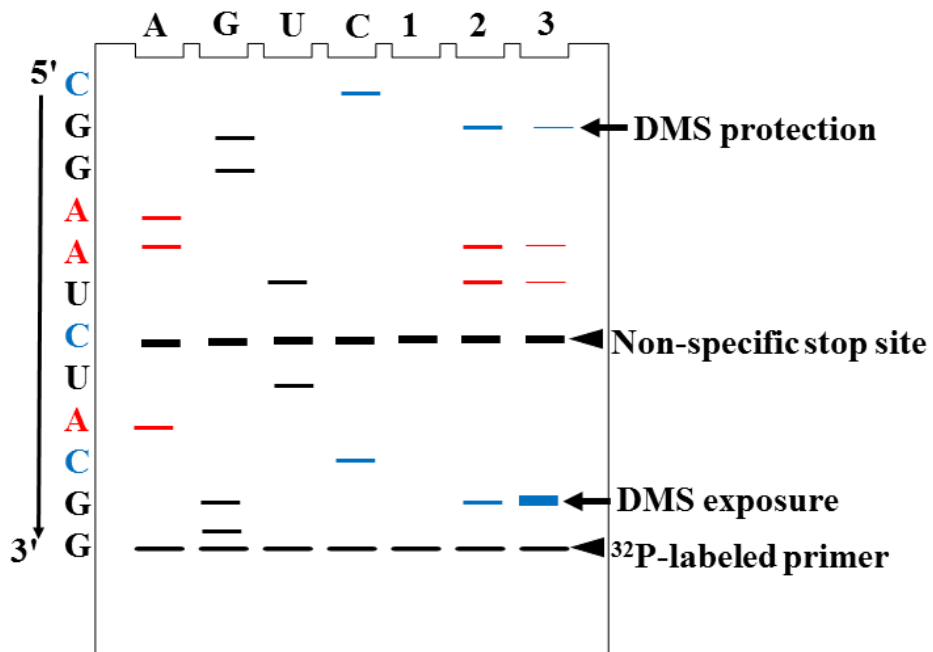 A G U C 1 2 3
5'
C
G DMS protection
G
A
A
U
C Non-specific stop site
U
A
C
G DMS exposure
3' G ³²P-labeled primer